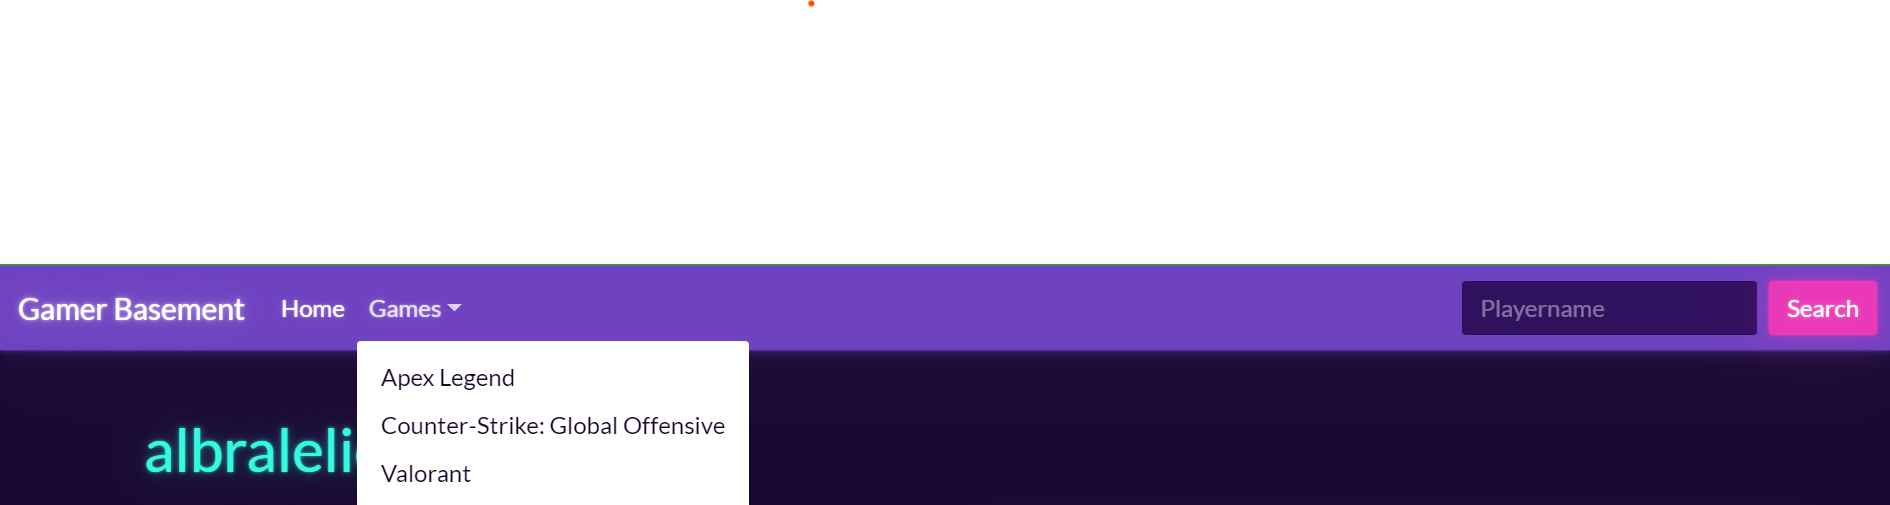 Gamer Basement Home Games Playername Search
Apex Legend
Counter-Strike: Global Offensive
albraleli
Valorant